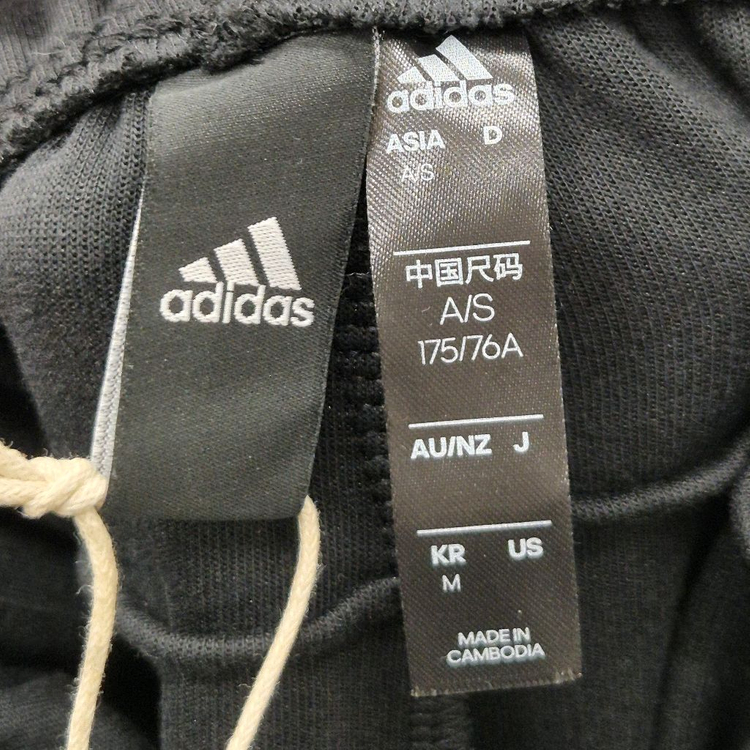 adidas
adidas
ASIA D
A/S
中国尺码
A/S
175/76A
AU/NZ J
KR US
M
MADE IN
CAMBODIA